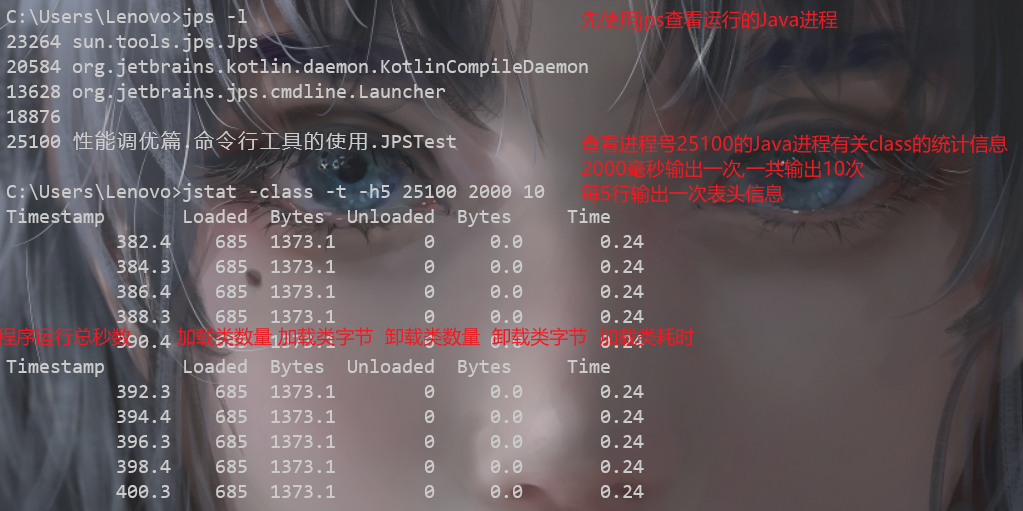 C:\Users\Lenovo>jps -l
先使用jps查看运行的Java进程
23264 sun.tools.jps.Jps
20584 org.jetbrains.kotlin.daemon.KotlinCompileDaemon
13628 org.jetbrains.jps.cmdline.Launcher
18876
25100 性能调优篇.命令行工具的使用.JPSTest
查看进程号25100的Java进程有关class的统计信息
2000毫秒输出一次,一共输出10次
每5行输出一次表头信息
C:\Users\Lenovo>jstat -class -t -h5 25100 2000 10
Timestamp Loaded Bytes Unloaded Bytes Time
382.4 685 1373.1 0 0.0 0.24
384.3 685 1373.1 0 0.0 0.24
386.4 685 1373.1 0 0.0 0.24
388.3 685 1373.1 0 0.0 0.24
程序运行总秒数 加载类数量 加载类字节 卸载类数量 卸载类字节 加载类耗时
390.4 685 1373.1 0 0.0 0.24
Timestamp Loaded Bytes Unloaded Bytes Time
392.3 685 1373.1 0 0.0 0.24
394.4 685 1373.1 0 0.0 0.24
396.3 685 1373.1 0 0.0 0.24
398.4 685 1373.1 0 0.0 0.24
400.3 685 1373.1 0 0.0 0.24